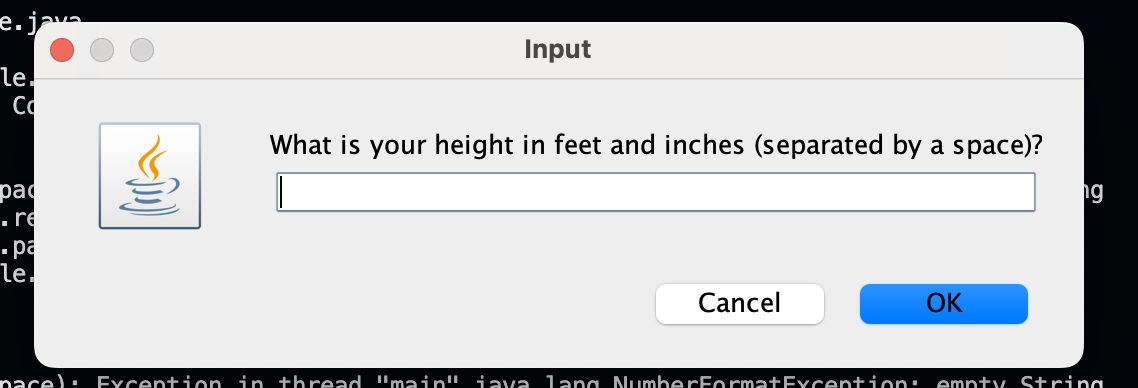 e.java
Input
le.
Co
What is your height in feet and inches (separated by a space)?
pac
ng
.re
.pa
le.
Cancel
OK
pace): Exception in thread "main" java.lang.NumberFormatException: empty String